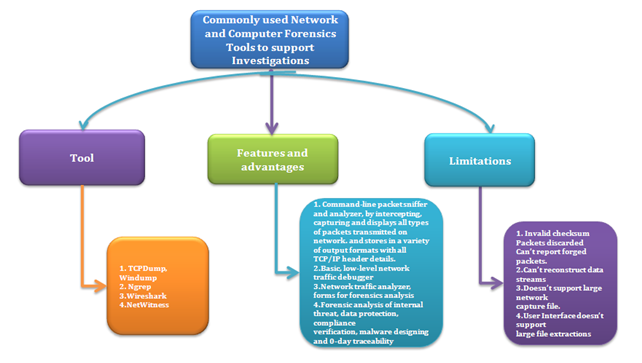 Commonly used Network
and Computer Forensics
Tools to support
Investigations
Tool
Features and
advantages
Limitations
1. TCPDump,
Windump
2. Ngrep
3.Wireshark
4.NetWitness
1. Command-line packet sniffer
and analyzer, by intercepting,
capturing and displays all types
of packets transmitted on
network. and stores in a variety
of output formats with all
TCP/IP header details.
2.Basic, low-level network
traffic debugger
3.Network traffic analyzer,
forms for forensics analysis
4.Forensic analysis of internal
threat, data protection,
compliance
verification, malware designing
and 0-day traceability
1. Invalid checksum
Packets discarded
Can't report forged
packets.
2.Can't reconstruct data
streams
3.Doesn't support large
network
capture file.
4.User Interface doesn't
support
large file extractions